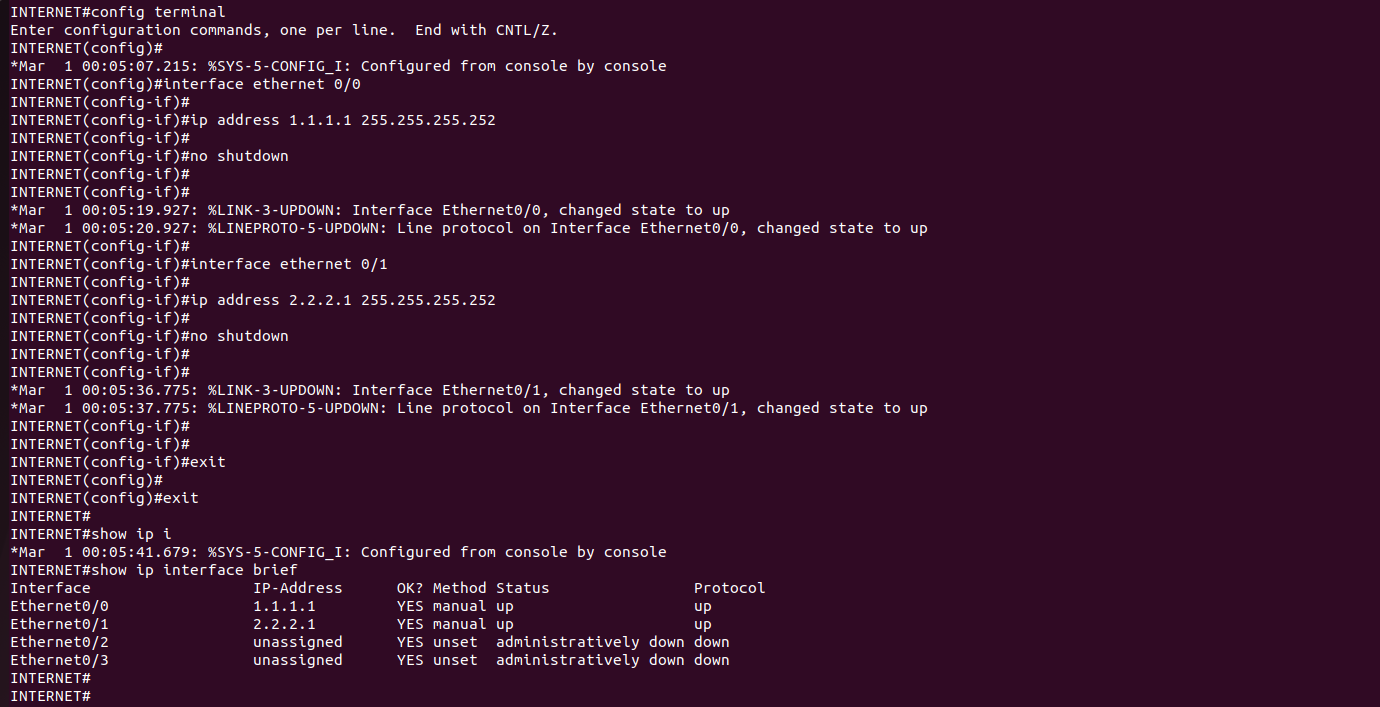 INTERNET#config terminal
Enter configuration commands, one per line.  End with CNTL/Z.
INTERNET(config)#
*Mar  1 00:05:07.215: %SYS-5-CONFIG_I: Configured from console by console
INTERNET(config)#interface ethernet 0/0
INTERNET(config-if)#
INTERNET(config-if)#ip address 1.1.1.1 255.255.255.252
INTERNET(config-if)#
INTERNET(config-if)#no shutdown
INTERNET(config-if)#
INTERNET(config-if)#
*Mar  1 00:05:19.927: %LINK-3-UPDOWN: Interface Ethernet0/0, changed state to up
*Mar  1 00:05:20.927: %LINEPROTO-5-UPDOWN: Line protocol on Interface Ethernet0/0, changed state to up
INTERNET(config-if)#
INTERNET(config-if)#interface ethernet 0/1
INTERNET(config-if)#
INTERNET(config-if)#ip address 2.2.2.1 255.255.255.252
INTERNET(config-if)#
INTERNET(config-if)#no shutdown
INTERNET(config-if)#
INTERNET(config-if)#
*Mar  1 00:05:36.775: %LINK-3-UPDOWN: Interface Ethernet0/1, changed state to up
*Mar  1 00:05:37.775: %LINEPROTO-5-UPDOWN: Line protocol on Interface Ethernet0/1, changed state to up
INTERNET(config-if)#
INTERNET(config-if)#
INTERNET(config-if)#exit
INTERNET(config)#
INTERNET(config)#exit
INTERNET#
INTERNET#show ip i
*Mar  1 00:05:41.679: %SYS-5-CONFIG_I: Configured from console by console
INTERNET#show ip interface brief
Interface                  IP-Address      OK? Method Status                Protocol
Ethernet0/0                1.1.1.1         YES manual up                    up
Ethernet0/1                2.2.2.1         YES manual up                    up
Ethernet0/2                unassigned      YES unset  administratively down down
Ethernet0/3                unassigned      YES unset  administratively down down
INTERNET#
INTERNET#